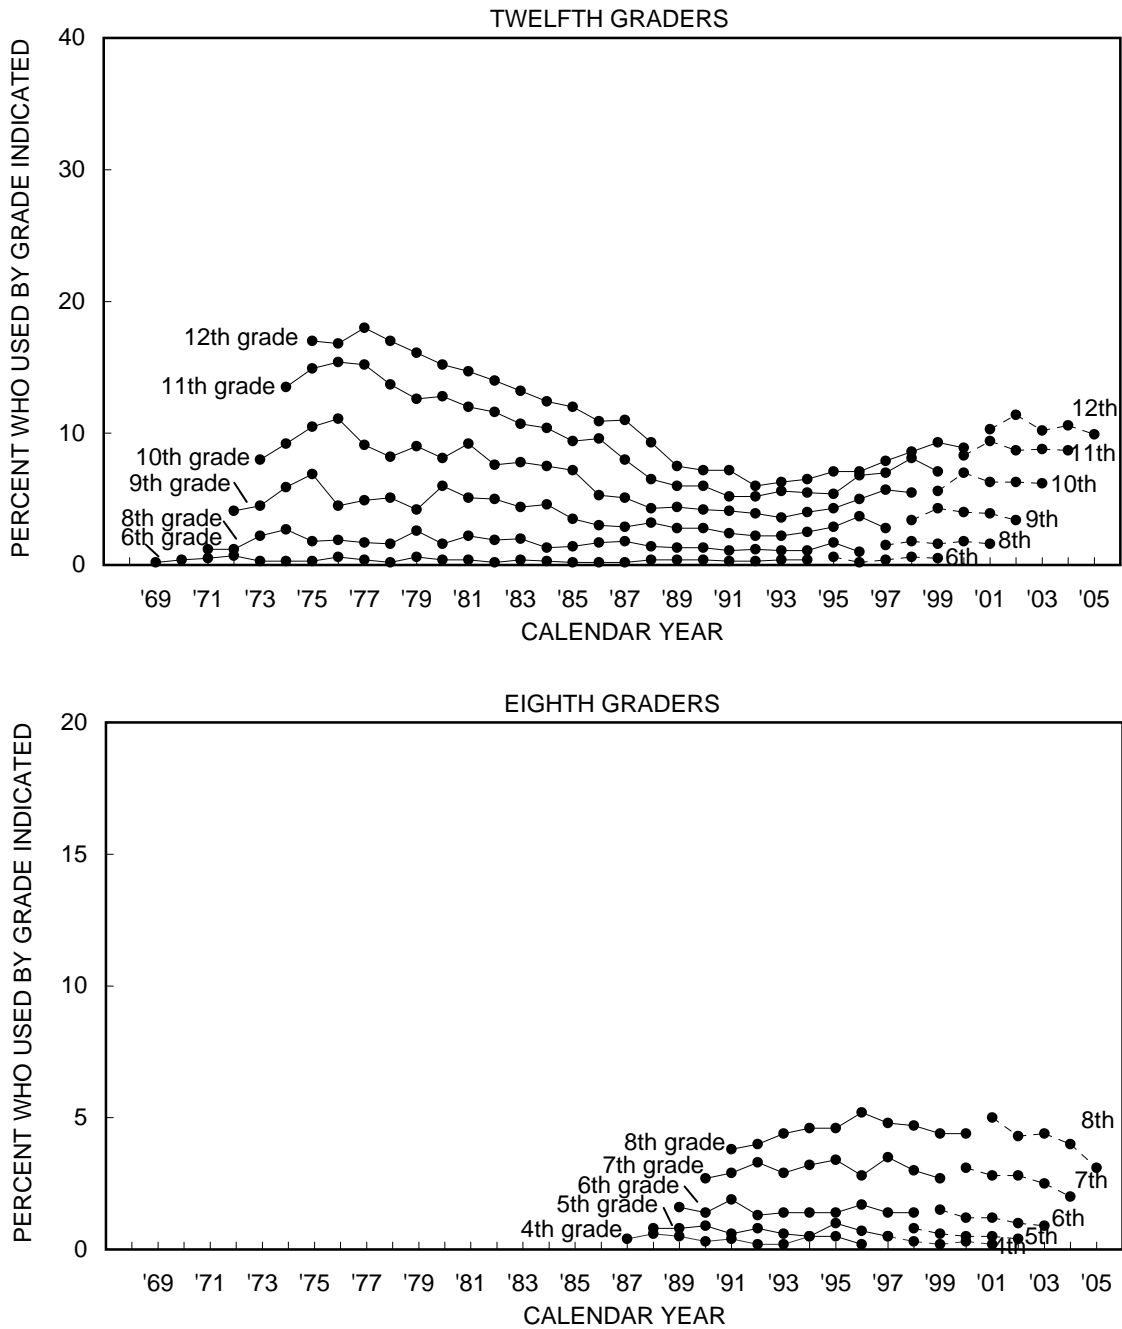 TWELFTH GRADERS
PERCENT WHO USED BY GRADE INDICATED
40
30
20
10
0
12th grade
11th grade
10th grade
9th grade
8th grade
6th grade
12th
11th
10th
9th
8th
6th
'69 '71 '73 '75 '77 '79 '81 '83 '85 '87 '89 '91 '93 '95 '97 '99 '01 '03 '05
CALENDAR YEAR
EIGHTH GRADERS
PERCENT WHO USED BY GRADE INDICATED
20
15
10
5
0
8th grade
7th grade
6th grade
5th grade
4th grade
8th
7th
6th
5th
4th
'69 '71 '73 '75 '77 '79 '81 '83 '85 '87 '89 '91 '93 '95 '97 '99 '01 '03 '05
CALENDAR YEAR